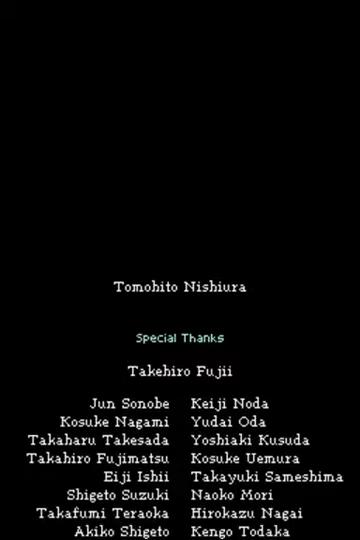 Tomohito Nishiura
Special Thanks
Takehiro Fujii
Jun Sonobe Keiji Noda
Kosuke Nagami Yudai Oda
Takaharu Takesada Yoshiaki Kusuda
Takahiro Fujimatsu Kosuke Uemura
Eiji Ishii Takayuki Sameshima
Shigeto Suzuki Naoko Mori
Takafumi Teraoka Hirokazu Nagai
Akiko Shigeto Kengo Todaka